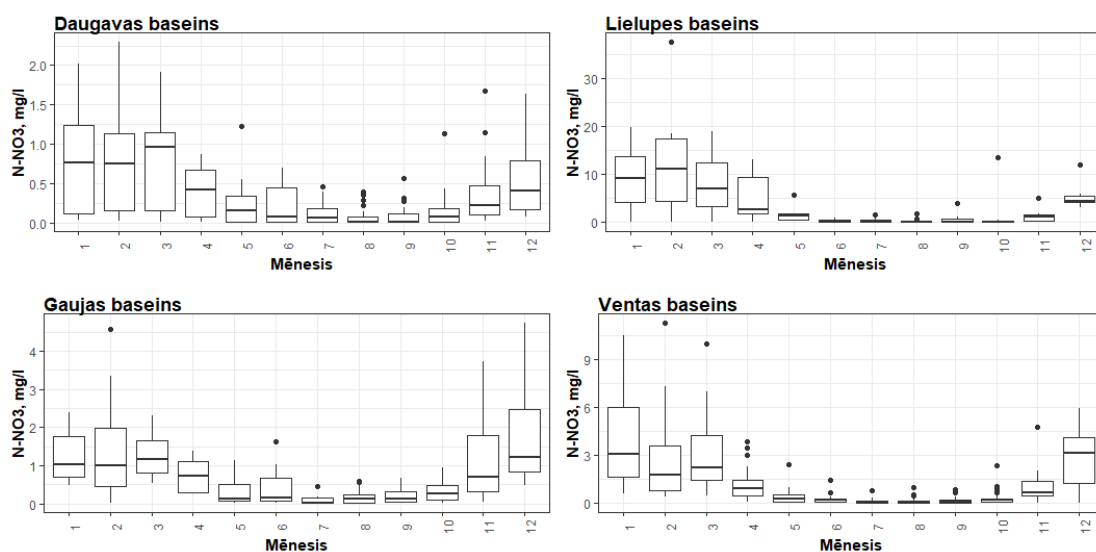 Daugavas baseins
N-NO3, mg/l
2.0
1.5
1.0
0.5
0.0
1 2 3 4 5 6 7 8 9 10 11 12
Mēnesis
Lielupes baseins
N-NO3, mg/l
30
20
10
0
1 2 3 4 5 6 7 8 9 10 11 12
Mēnesis
Gaujas baseins
N-NO3, mg/l
4
3
2
1
0
1 2 3 4 5 6 7 8 9 10 11 12
Mēnesis
Ventas baseins
N-NO3, mg/l
9
6
3
0
1 2 3 4 5 6 7 8 9 10 11 12
Mēnesis